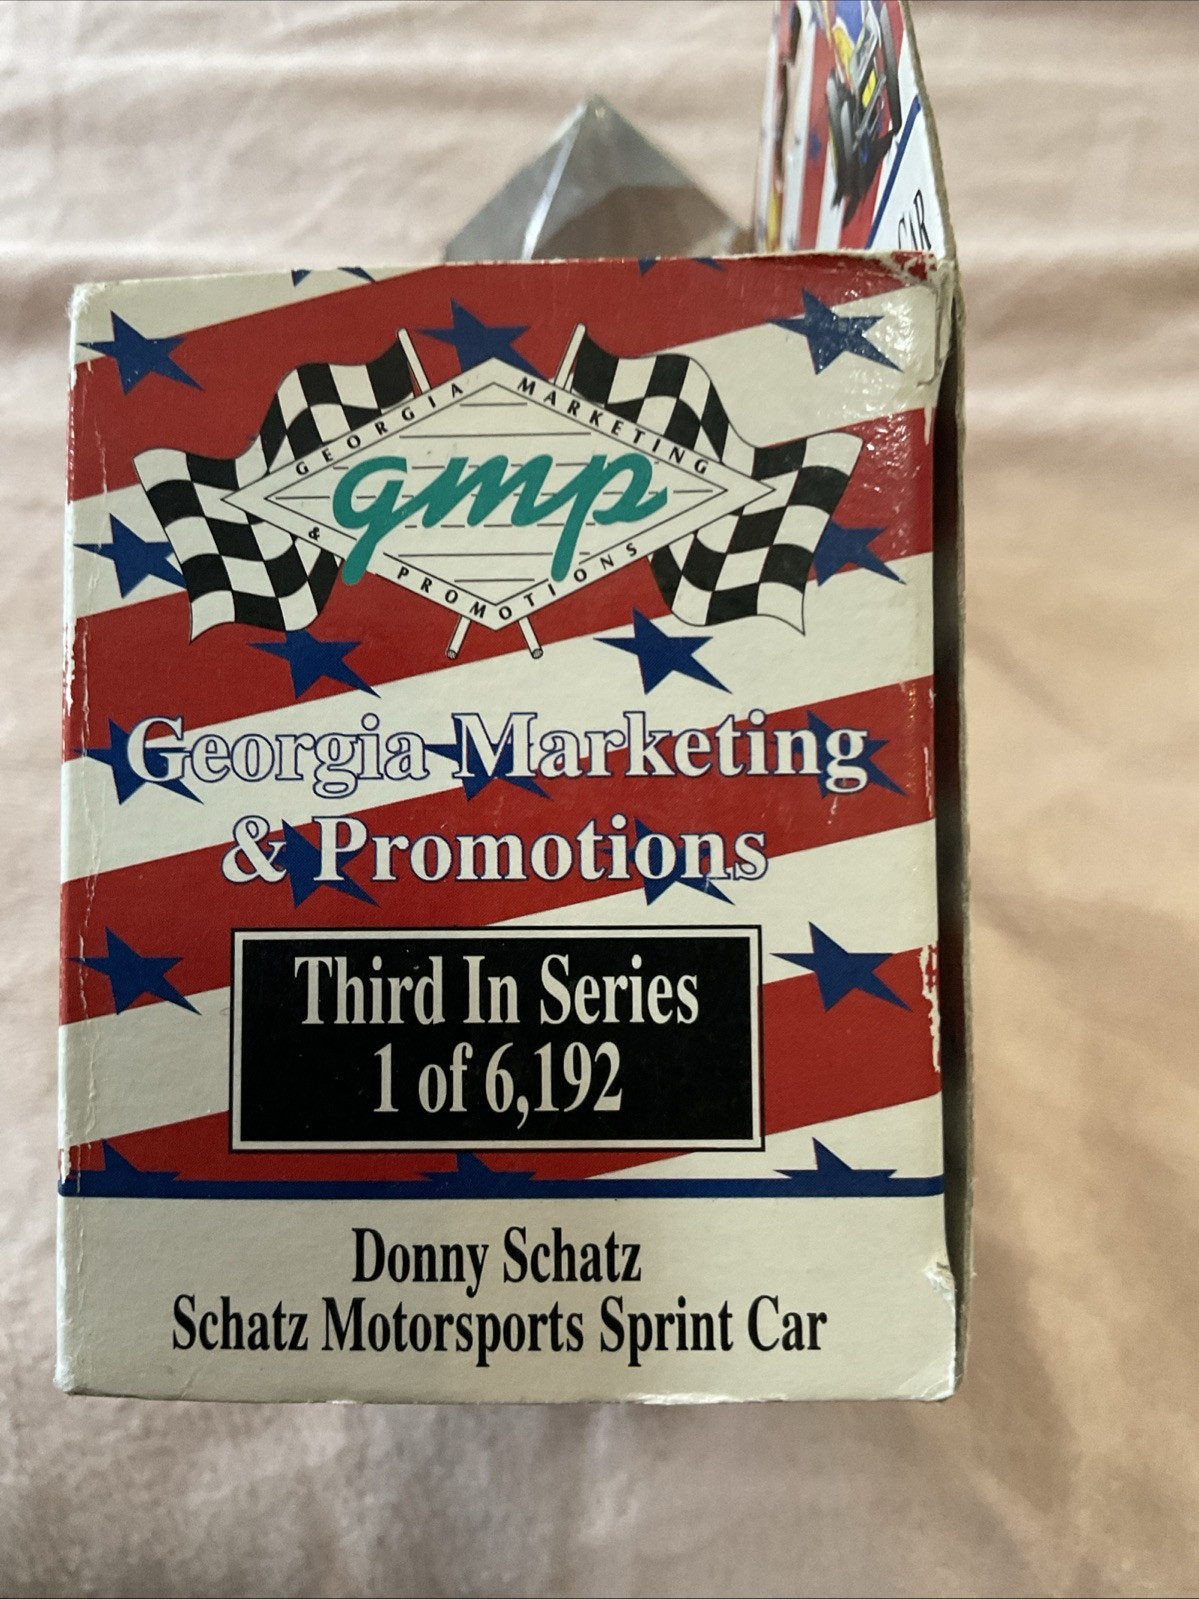 CAR
GEORGIA MARKETING
gmp
& PROMOTIONS
Georgia Marketing
& Promotions
Third In Series
1 of 6,192
Donny Schatz
Schatz Motorsports Sprint Car